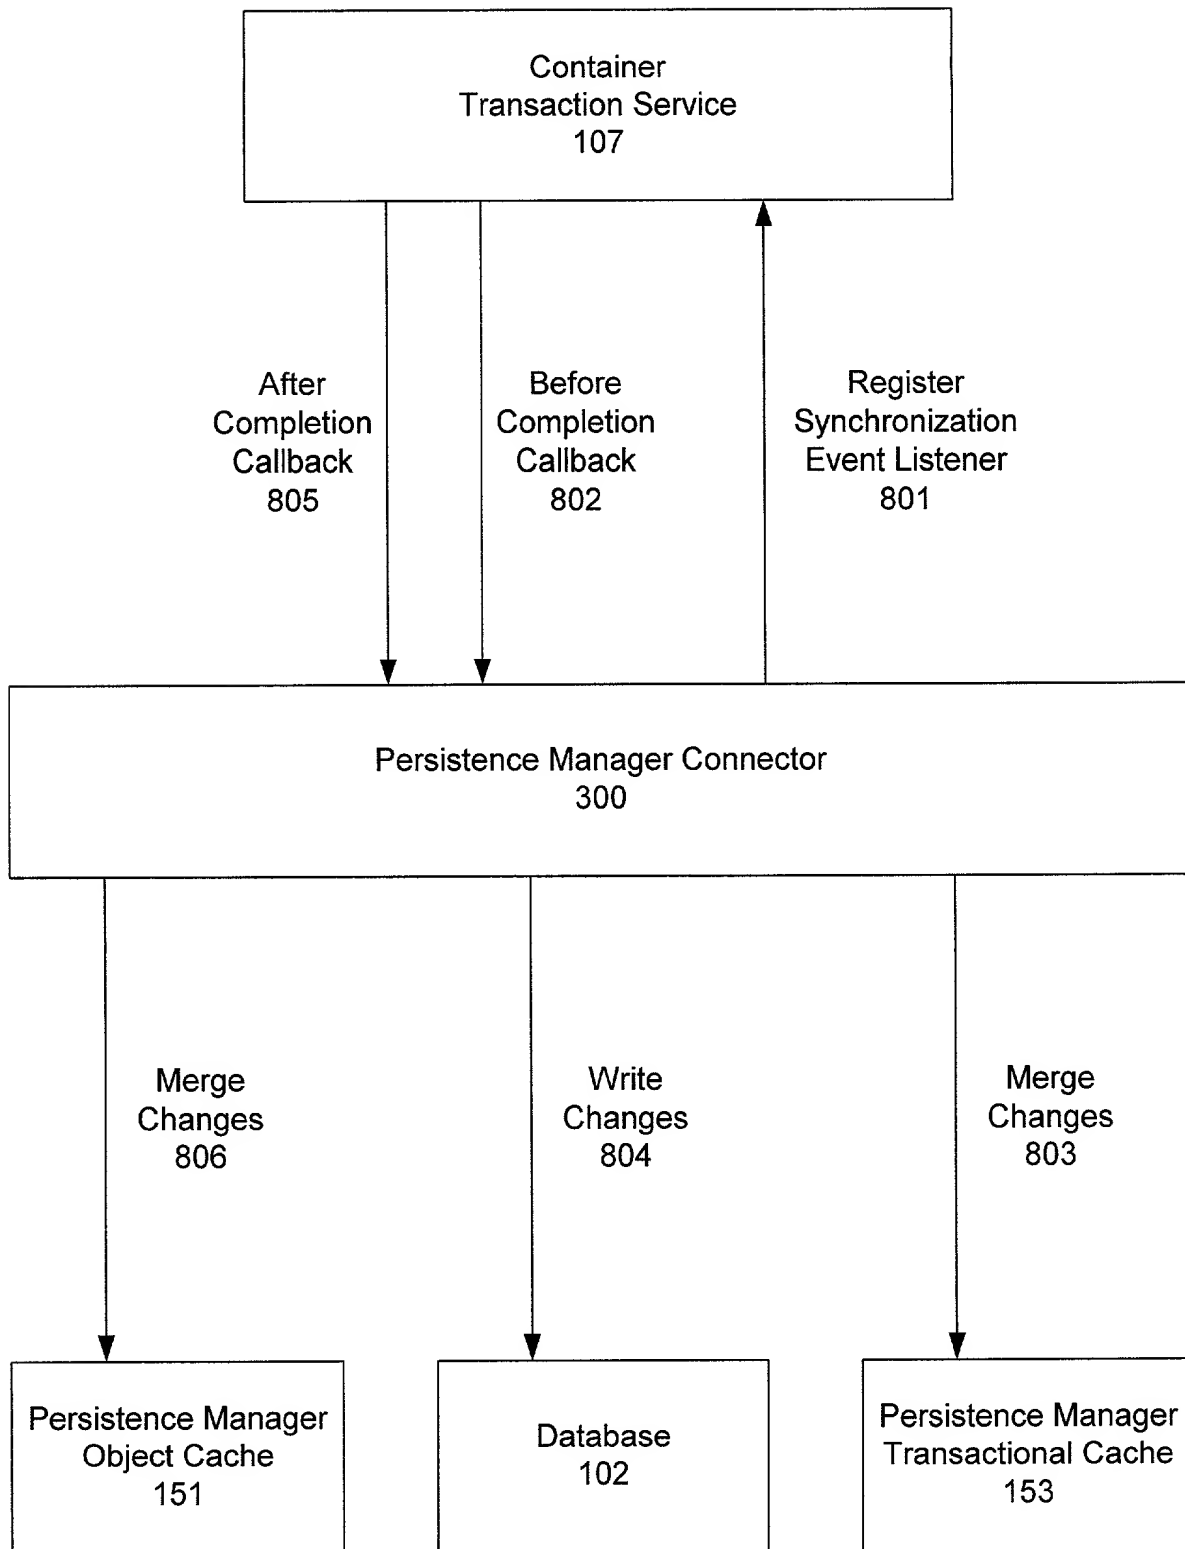 Container
Transaction Service
107
After
Completion
Callback
805
Before
Completion
Callback
802
Register
Synchronization
Event Listener
801
Persistence Manager Connector
300
Merge
Changes
806
Write
Changes
804
Merge
Changes
803
Persistence Manager
Object Cache
151
Database
102
Persistence Manager
Transactional Cache
153